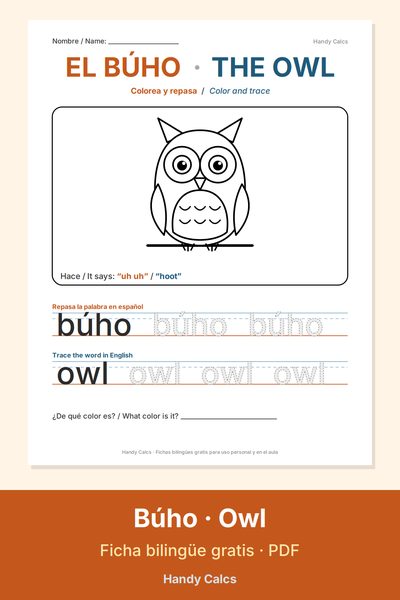 Nombre / Name: ____________________
Handy Calcs
EL BÚHO • THE OWL
Colorea y repasa / Color and trace
Hace / It says: “uh uh” / “hoot”
Repasa la palabra en español
búho búho búho
Trace the word in English
owl owl owl owl
¿De qué color es? / What color is it? ____________________
Handy Calcs · Fichas bilingües gratis para uso personal y en el aula
Búho · Owl
Ficha bilingüe gratis · PDF
Handy Calcs